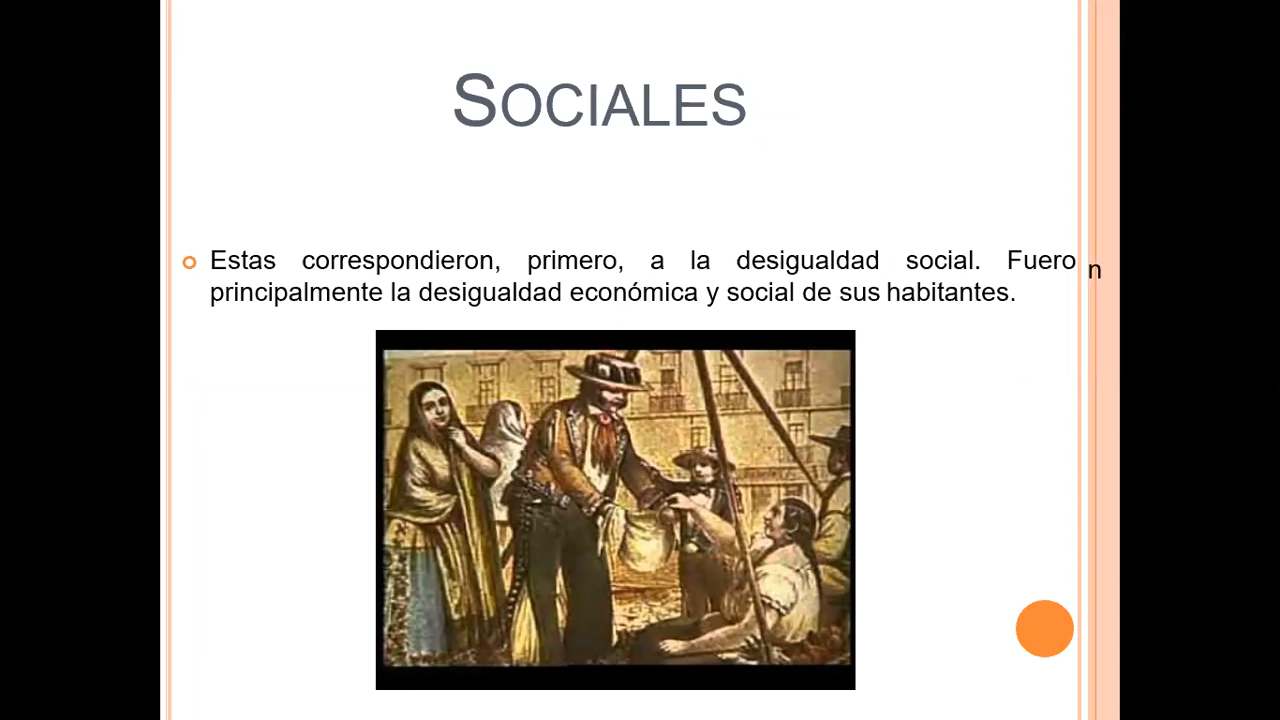 SOCIALES
Estas correspondieron, primero, a la desigualdad social. Fueron
principalmente la desigualdad económica y social de sus habitantes.